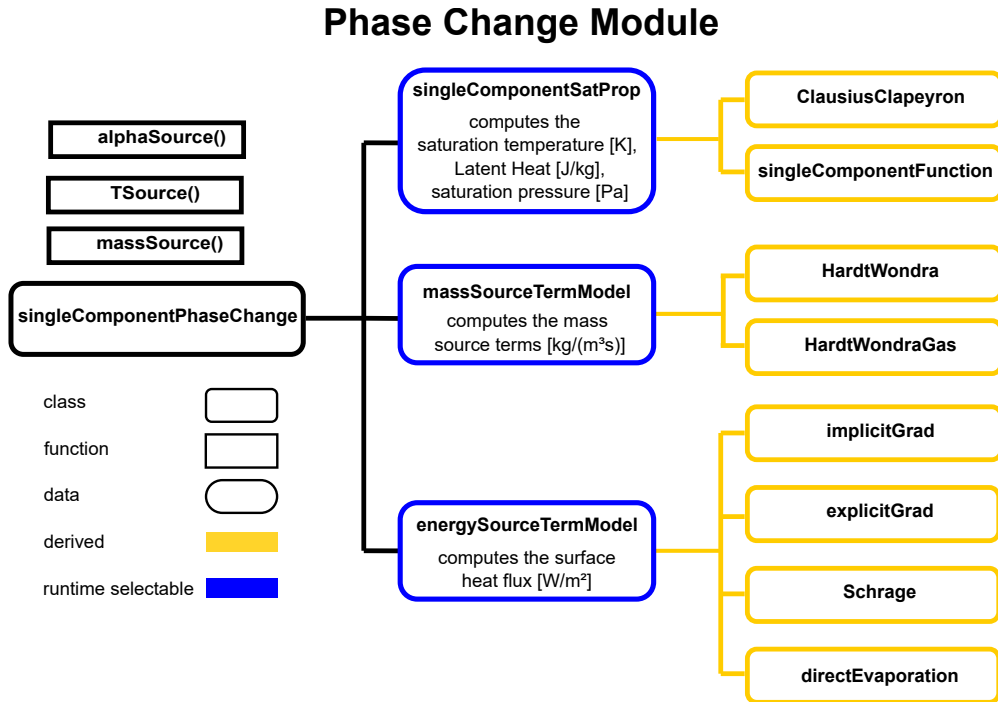 Phase Change Module
alphaSource()
TSource()
massSource()
singleComponentPhaseChange
class
function
data
derived
runtime selectable
singleComponentSatProp
computes the
saturation temperature [K],
Latent Heat [J/kg],
saturation pressure [Pa]
massSourceTermModel
computes the mass
source terms [kg/(m³s)]
energySourceTermModel
computes the surface
heat flux [W/m²]
ClausiusClapeyron
singleComponentFunction
HardtWondra
HardtWondraGas
implicitGrad
explicitGrad
Schrage
directEvaporation